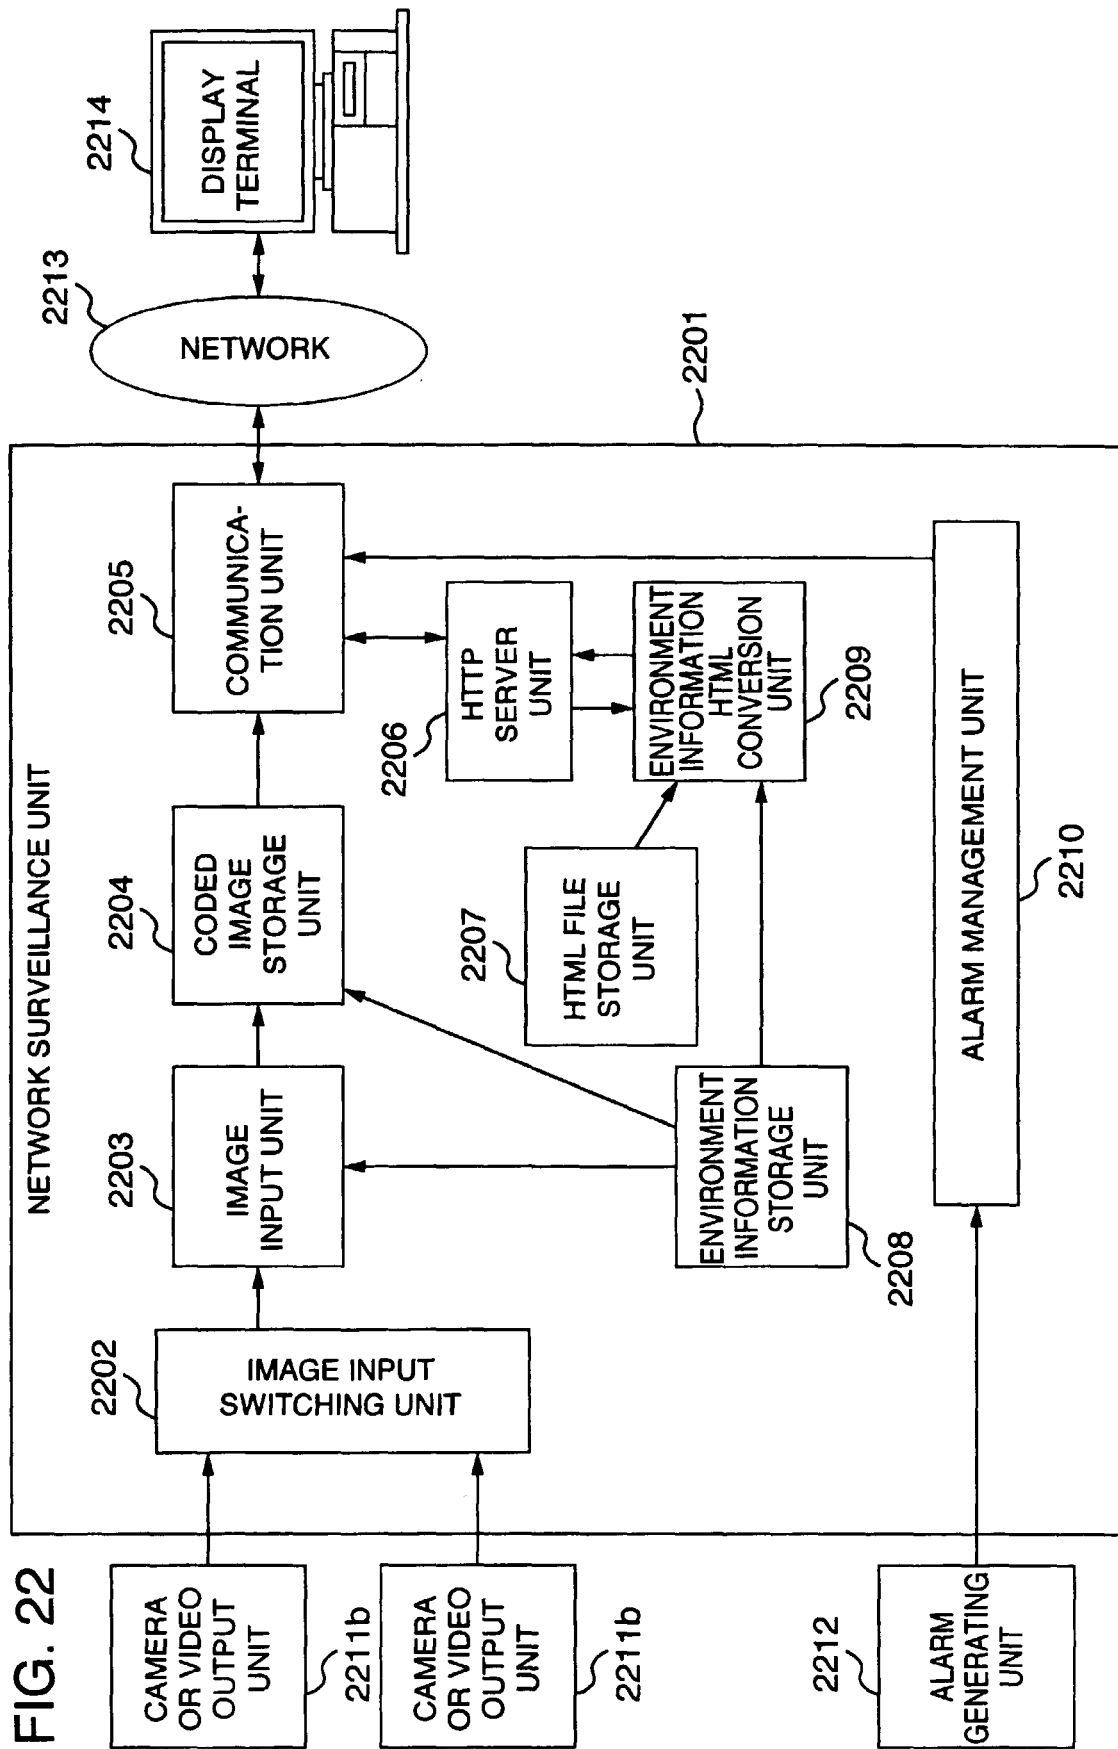 FIG. 22
NETWORK SURVEILLANCE UNIT
2201
CAMERA
OR VIDEO
OUTPUT
UNIT
2211b
CAMERA
OR VIDEO
OUTPUT
UNIT
2211b
2202
IMAGE INPUT
SWITCHING UNIT
2203
IMAGE
INPUT UNIT
2204
CODED
IMAGE
STORAGE
UNIT
2205
COMMUNICA-
TION UNIT
2213
NETWORK
2214
DISPLAY
TERMINAL
2206
HTTP
SERVER
UNIT
2207
HTML FILE
STORAGE
UNIT
ENVIRONMENT
INFORMATION
STORAGE
UNIT
2208
ENVIRONMENT
INFORMATION
HTML
CONVERSION
UNIT
2209
2212
ALARM
GENERATING
UNIT
ALARM MANAGEMENT UNIT
2210